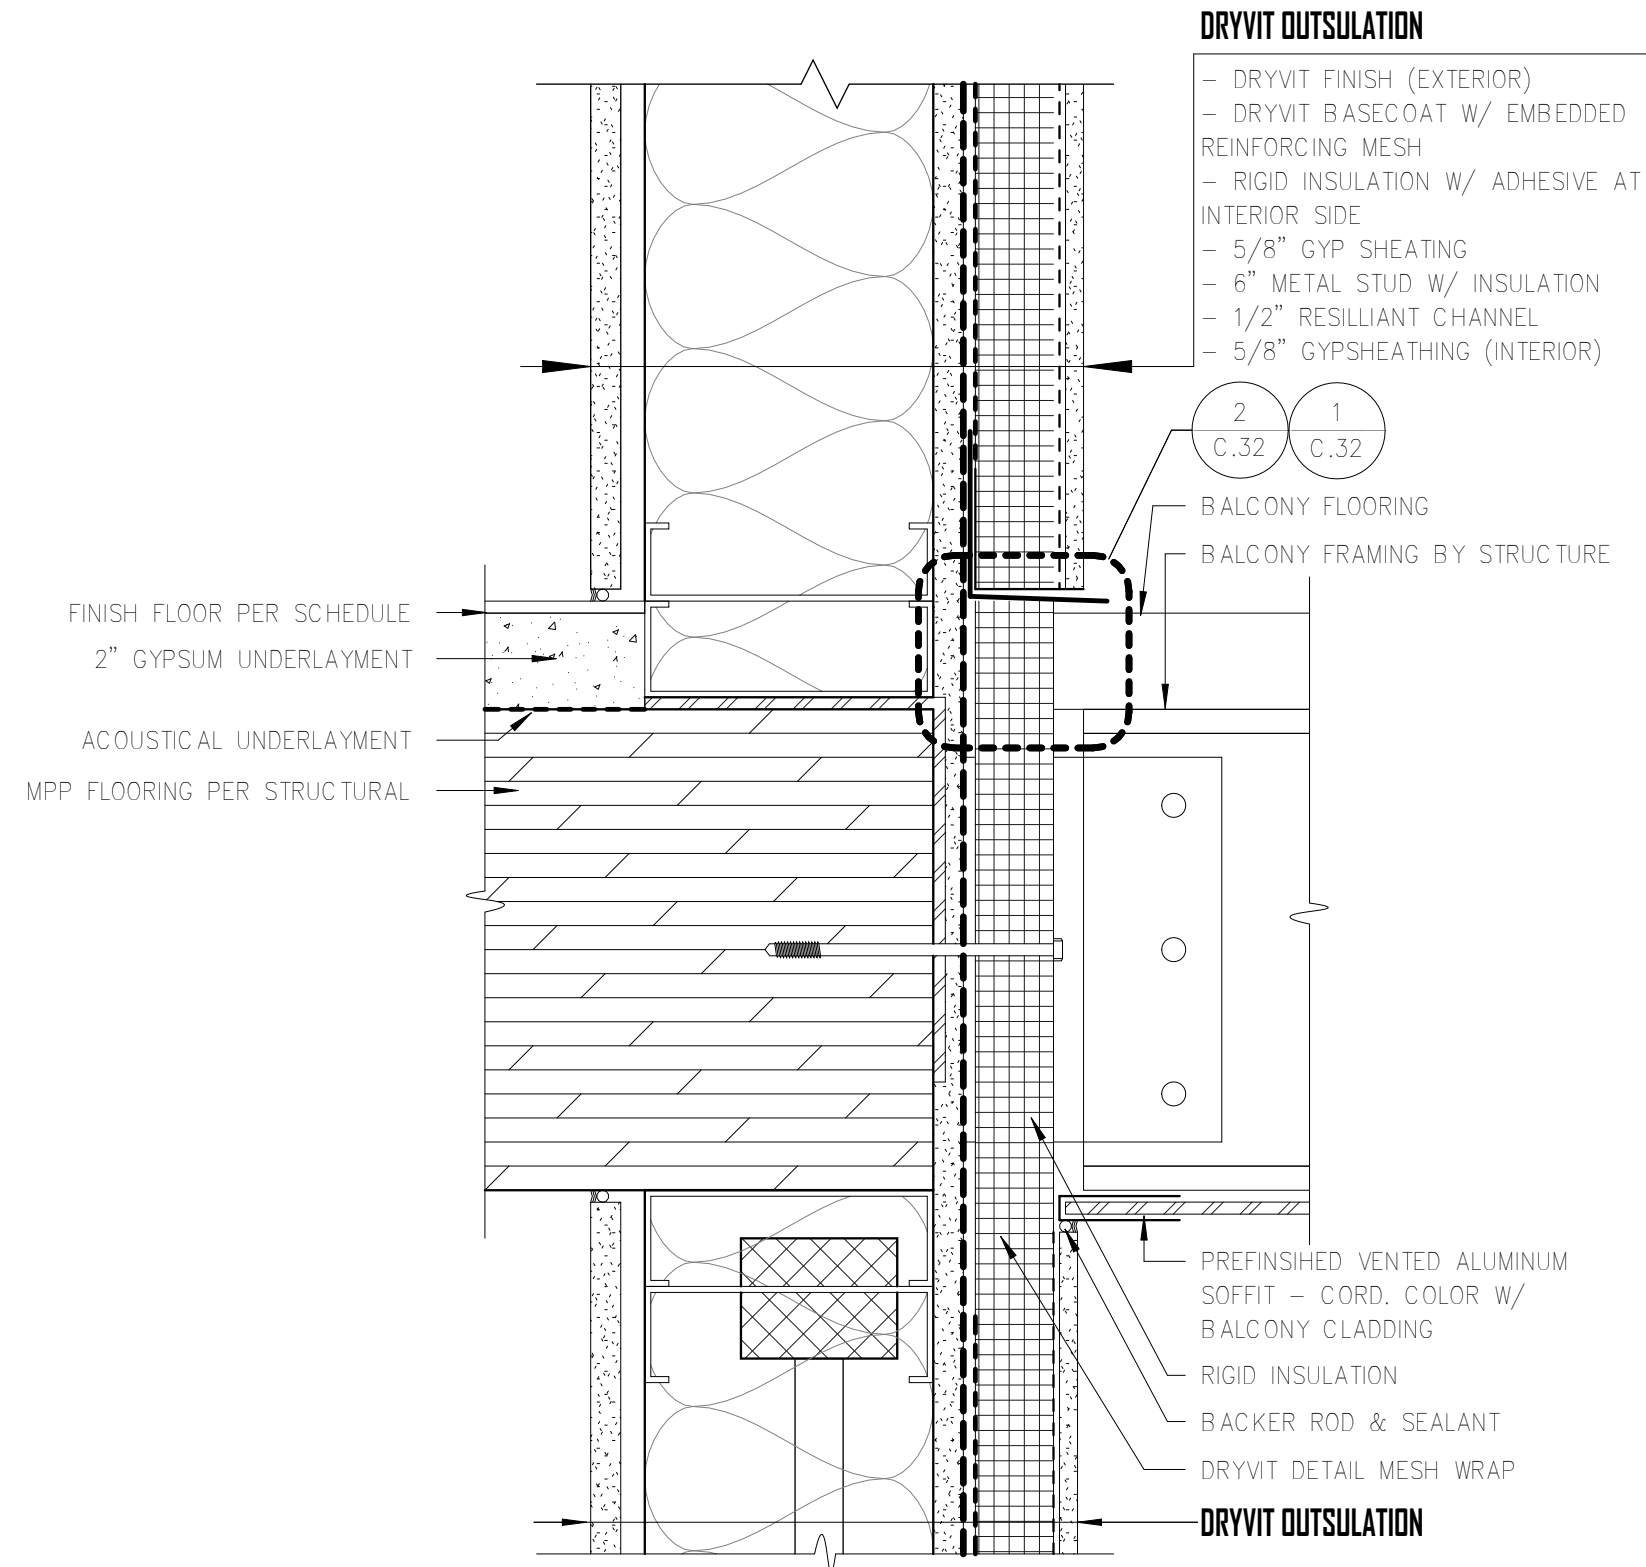 DRYVIT OUTSULATION
- DRYVIT FINISH (EXTERIOR)
- DRYVIT BASECOAT W/ EMBEDDED
REINFORCING MESH
- RIGID INSULATION W/ ADHESIVE AT
INTERIOR SIDE
- 5/8" GYP SHEATING
- 6" METAL STUD W/ INSULATION
- 1/2" RESILLIANT CHANNEL
- 5/8" GYPSHEATHING (INTERIOR)
2
C.32
1
C.32
BALCONY FLOORING
BALCONY FRAMING BY STRUCTURE
FINISH FLOOR PER SCHEDULE
2" GYPSUM UNDERLAYMENT
ACOUSTICAL UNDERLAYMENT
MPP FLOORING PER STRUCTURAL
PREFINSIHED VENTED ALUMINUM
SOFFIT - CORD. COLOR W/
BALCONY CLADDING
RIGID INSULATION
BACKER ROD & SEALANT
DRYVIT DETAIL MESH WRAP
DRYVIT OUTSULATION